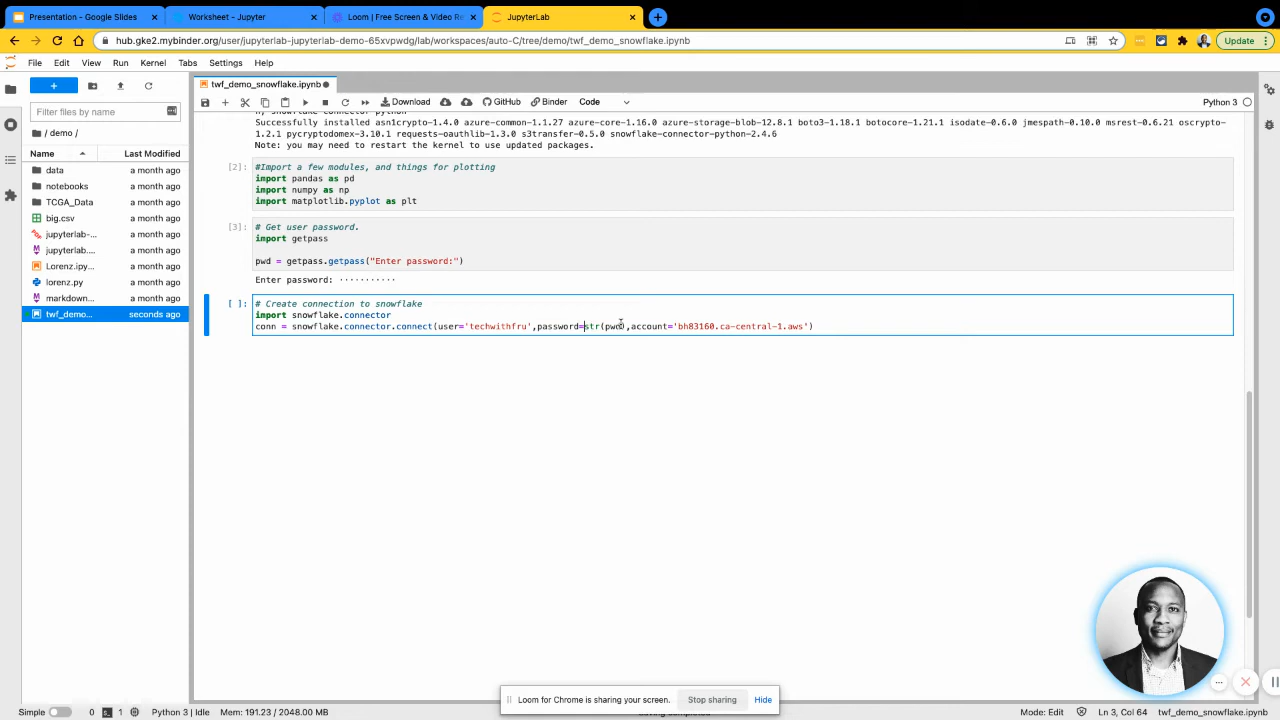 Presentation - Google Slides
Worksheet - Jupyter
Loom | Free Screen & Video Re
JupyterLab
hub.gke2.mybinder.org/user/jupyterlab-jupyterlab-demo-65xvpwdg/lab/workspaces/auto-C/tree/demo/twf_demo_snowflake.ipynb
Update
File Edit View Run Kernel Tabs Settings Help
twf_demo_snowflake.ipynb
Download GitHub Binder Code Python 3
Filter files by name
/ demo /
Name Last Modified
data a month ago
notebooks a month ago
TCGA_Data a month ago
big.csv a month ago
jupyterlab-... a month ago
jupyterlab.... a month ago
Lorenz.ipy... a month ago
lorenz.py a month ago
markdown... a month ago
twf_demo... seconds ago
Successfully installed asn1crypto-1.4.0 azure-common-1.1.27 azure-core-1.16.0 azure-storage-blob-12.8.1 boto3-1.18.1 botocore-1.21.1 isodate-0.6.0 jmespath-0.10.0 msrest-0.6.21 oscrypto-
1.2.1 pycryptodomex-3.10.1 requests-oauthlib-1.3.0 s3transfer-0.5.0 snowflake-connector-python-2.4.6
Note: you may need to restart the kernel to use updated packages.
[2]: #Import a few modules, and things for plotting
import pandas as pd
import numpy as np
import matplotlib.pyplot as plt
[3]: # Get user password.
import getpass
pwd = getpass.getpass("Enter password:")
Enter password: ···········
[ ]: # Create connection to snowflake
import snowflake.connector
conn = snowflake.connector.connect(user='techwithfru',password=str(pwd),account='bh83160.ca-central-1.aws')
Loom for Chrome is sharing your screen. Stop sharing Hide
Simple 0 1 Python 3 | Idle Mem: 191.23 / 2048.00 MB Saving completed Mode: Edit Ln 3, Col 64 twf_demo_snowflake.ipynb